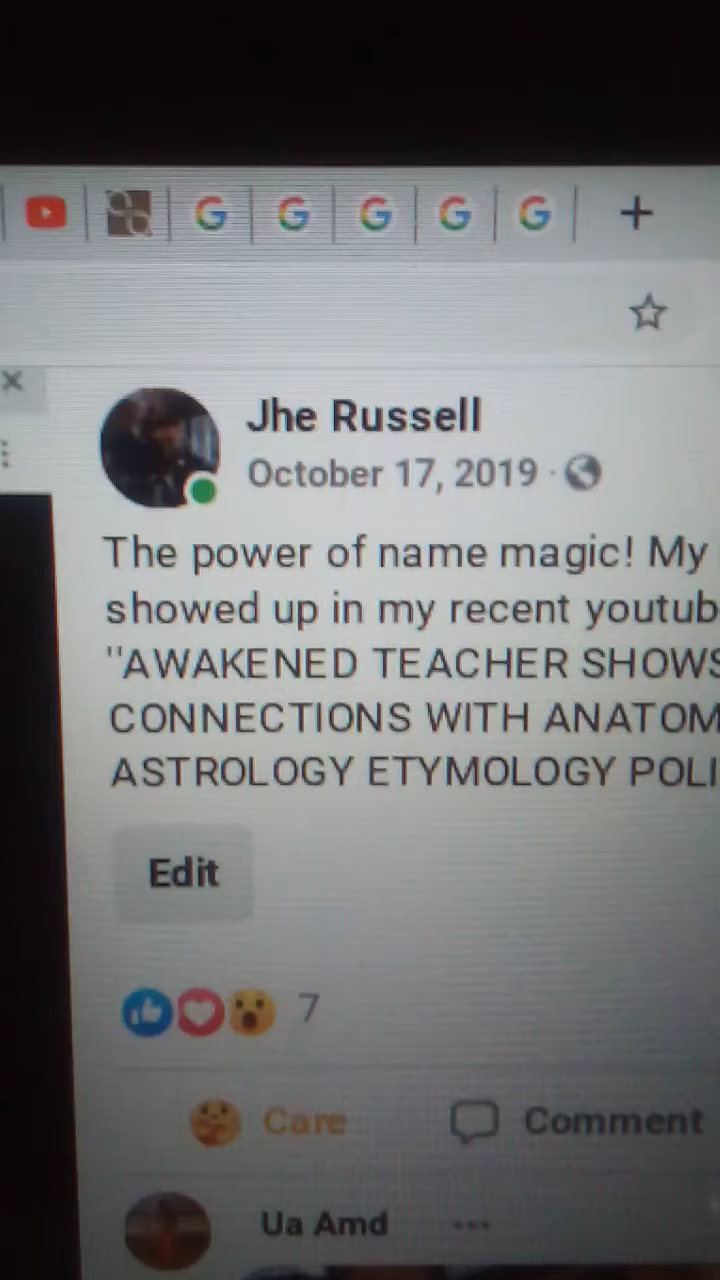 Jhe Russell
October 17, 2019 ·
The power of name magic! My
showed up in my recent youtub
"AWAKENED TEACHER SHOWS
CONNECTIONS WITH ANATOM
ASTROLOGY ETYMOLOGY POLI
Edit
7
Care Comment
Ua Amd ...